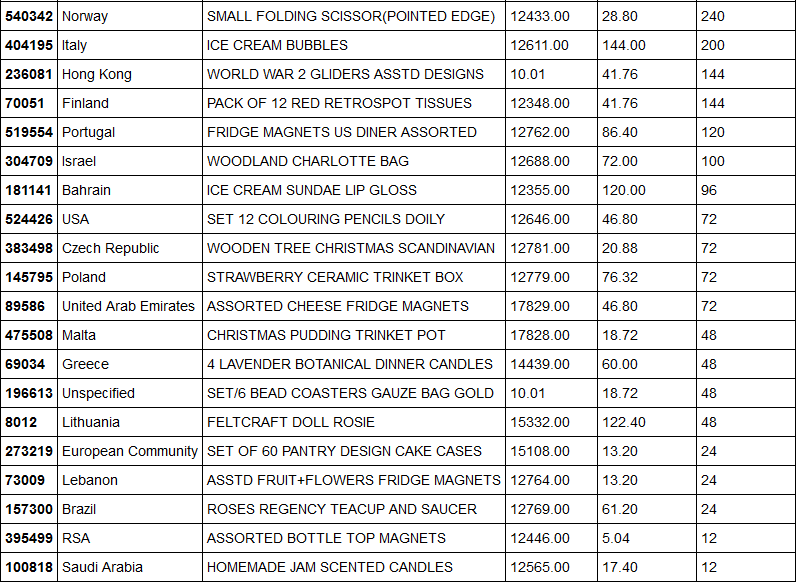 540342 Norway SMALL FOLDING SCISSOR(POINTED EDGE) 12433.00 28.80 240
404195 Italy ICE CREAM BUBBLES 12611.00 144.00 200
236081 Hong Kong WORLD WAR 2 GLIDERS ASSTD DESIGNS 10.01 41.76 144
70051 Finland PACK OF 12 RED RETROSPOT TISSUES 12348.00 41.76 144
519554 Portugal FRIDGE MAGNETS US DINER ASSORTED 12762.00 86.40 120
304709 Israel WOODLAND CHARLOTTE BAG 12688.00 72.00 100
181141 Bahrain ICE CREAM SUNDAE LIP GLOSS 12355.00 120.00 96
524426 USA SET 12 COLOURING PENCILS DOILY 12646.00 46.80 72
383498 Czech Republic WOODEN TREE CHRISTMAS SCANDINAVIAN 12781.00 20.88 72
145795 Poland STRAWBERRY CERAMIC TRINKET BOX 12779.00 76.32 72
89586 United Arab Emirates ASSORTED CHEESE FRIDGE MAGNETS 17829.00 46.80 72
475508 Malta CHRISTMAS PUDDING TRINKET POT 17828.00 18.72 48
69034 Greece 4 LAVENDER BOTANICAL DINNER CANDLES 14439.00 60.00 48
196613 Unspecified SET/6 BEAD COASTERS GAUZE BAG GOLD 10.01 18.72 48
8012 Lithuania FELTCRAFT DOLL ROSIE 15332.00 122.40 48
273219 European Community SET OF 60 PANTRY DESIGN CAKE CASES 15108.00 13.20 24
73009 Lebanon ASSTD FRUIT+FLOWERS FRIDGE MAGNETS 12764.00 13.20 24
157300 Brazil ROSES REGENCY TEACUP AND SAUCER 12769.00 61.20 24
395499 RSA ASSORTED BOTTLE TOP MAGNETS 12446.00 5.04 12
100818 Saudi Arabia HOMEMADE JAM SCENTED CANDLES 12565.00 17.40 12